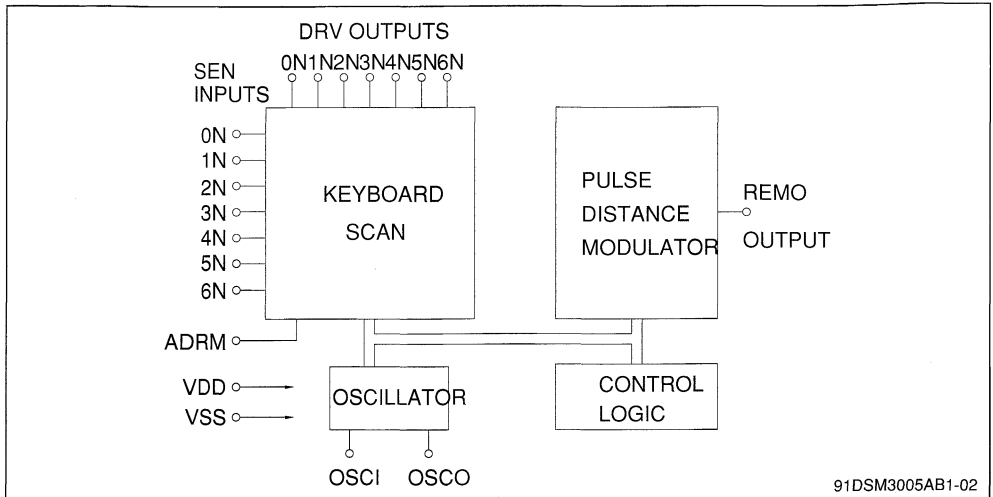 DRV OUTPUTS
0N1N2N3N4N5N6N
SEN
INPUTS
0N
1N
2N
3N
4N
5N
6N
KEYBOARD
SCAN
PULSE
DISTANCE
MODULATOR
REMO
OUTPUT
ADRM
VDD
VSS
OSCILLATOR
CONTROL
LOGIC
OSCI OSCO
91DSM3005AB1-02